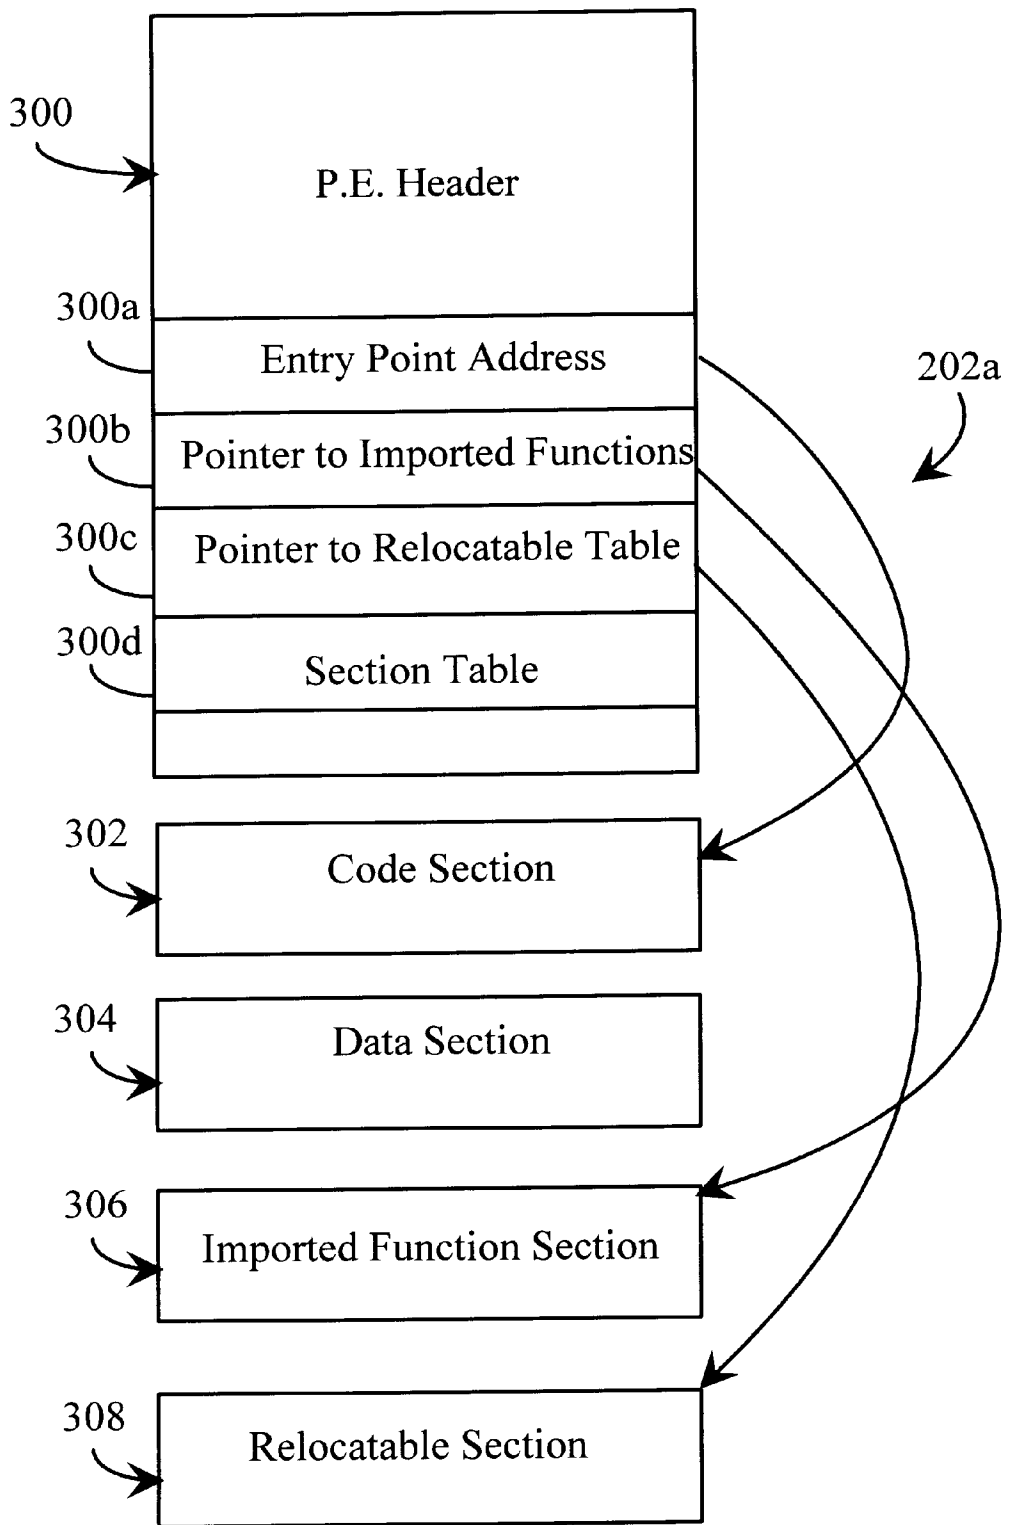 300
P.E. Header
300a
Entry Point Address
202a
300b
Pointer to Imported Functions
300c
Pointer to Relocatable Table
300d
Section Table
302
Code Section
304
Data Section
306
Imported Function Section
308
Relocatable Section